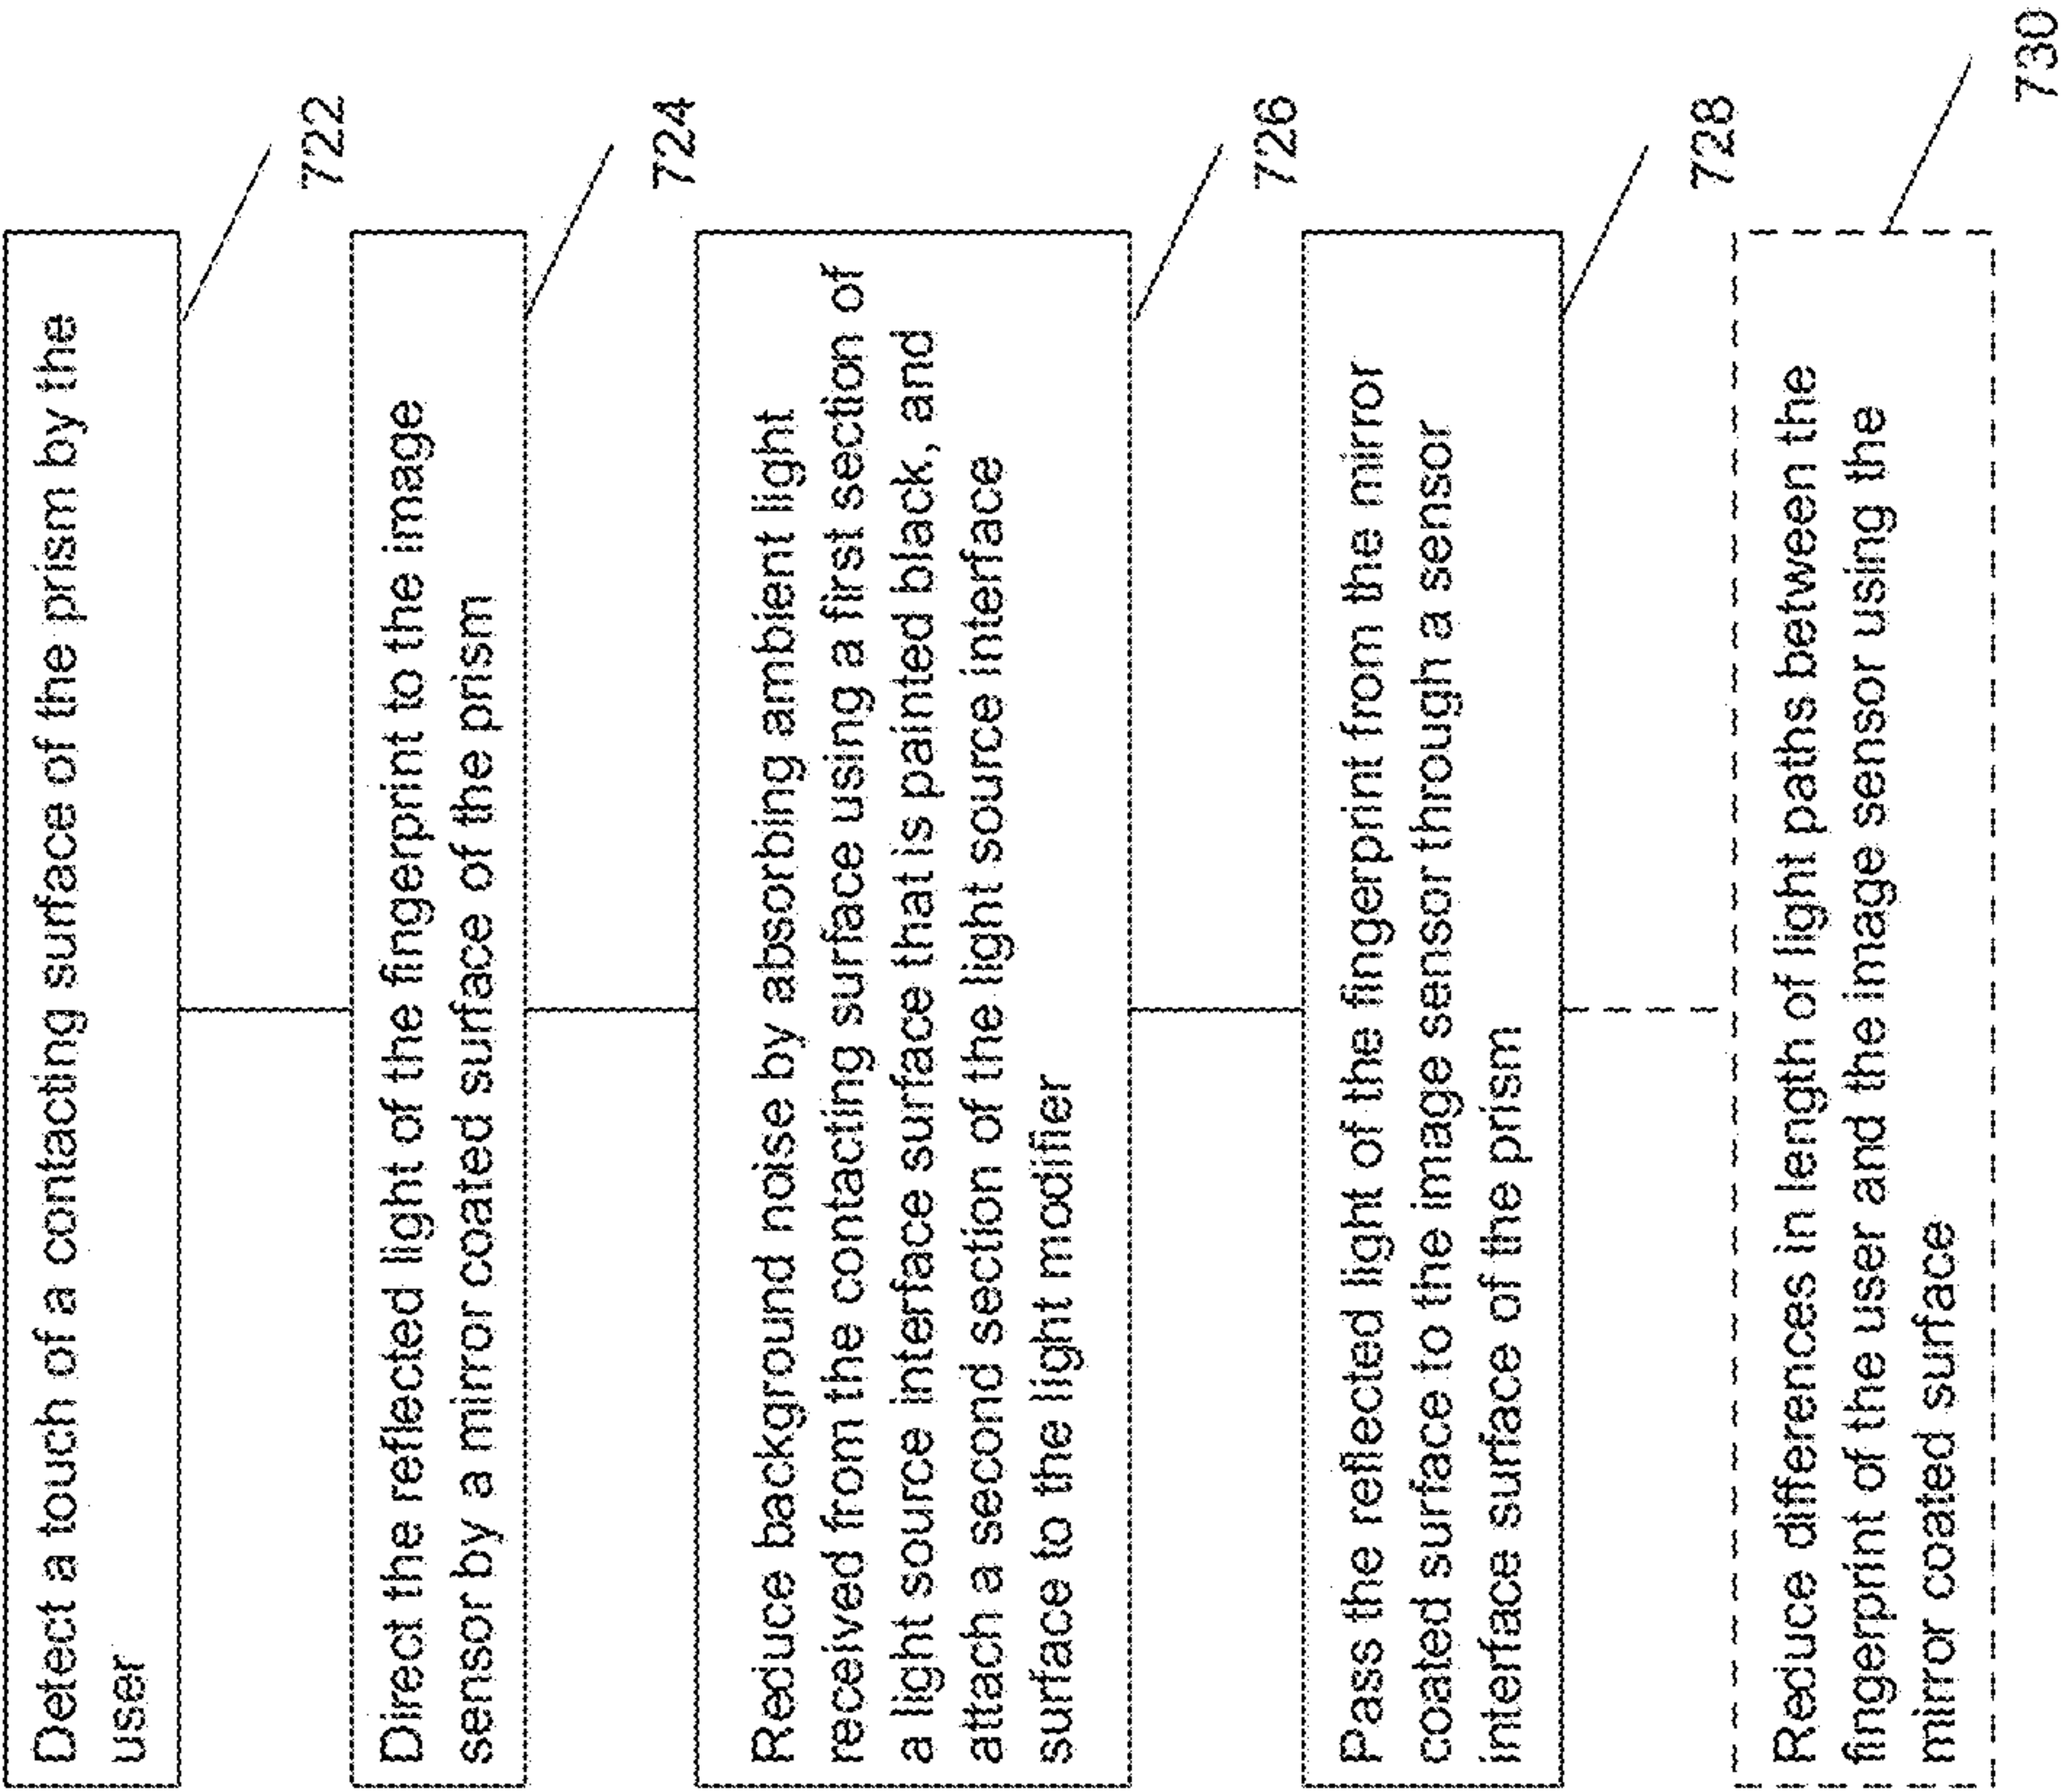 Detect a touch of a contacting surface of the prism by the
user
722
Direct the reflected light of the fingerprint to the image
sensor by a mirror coated surface of the prism
724
Reduce background noise by absorbing ambient light
received from the contacting surface using a first section of
a light source interface surface that is painted black, and
attach a second section of the light source interface
surface to the light modifier
726
Pass the reflected light of the fingerprint from the mirror
coated surface to the image sensor through a sensor
interface surface of the prism
728
Reduce differences in length of light paths between the
fingerprint of the user and the image sensor using the
mirror coated surface
730